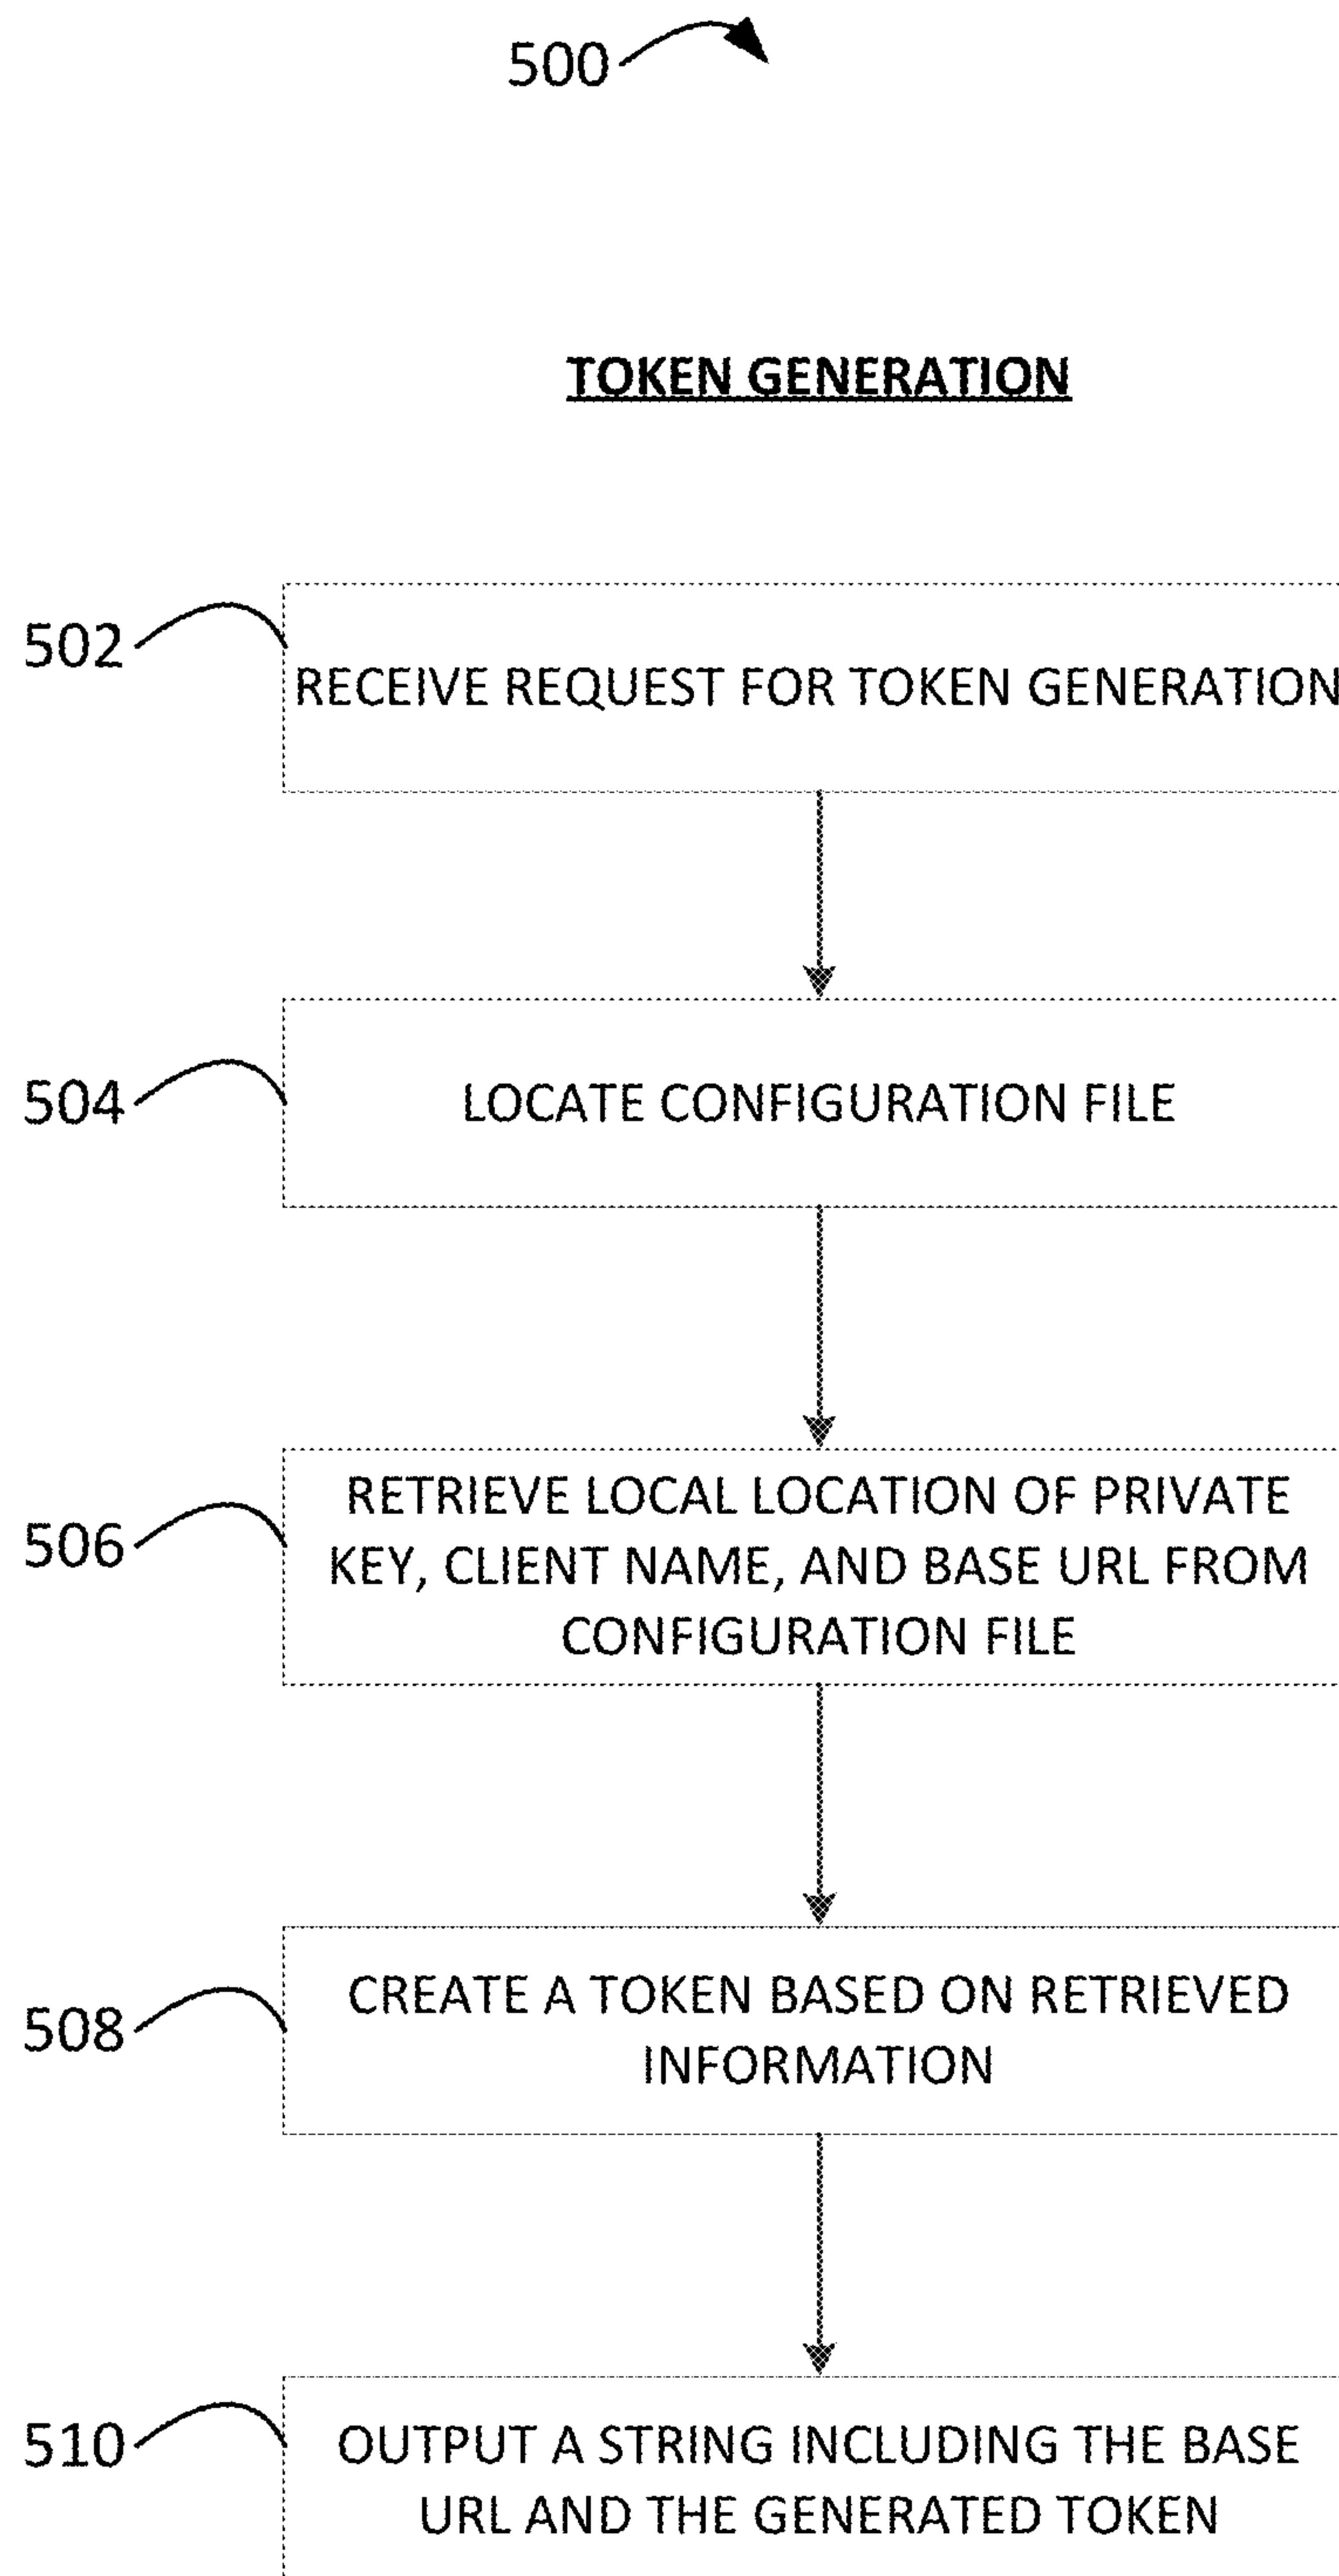 500
TOKEN GENERATION
502
RECEIVE REQUEST FOR TOKEN GENERATION
504
LOCATE CONFIGURATION FILE
506
RETRIEVE LOCAL LOCATION OF PRIVATE
KEY, CLIENT NAME, AND BASE URL FROM
CONFIGURATION FILE
508
CREATE A TOKEN BASED ON RETRIEVED
INFORMATION
510
OUTPUT A STRING INCLUDING THE BASE
URL AND THE GENERATED TOKEN